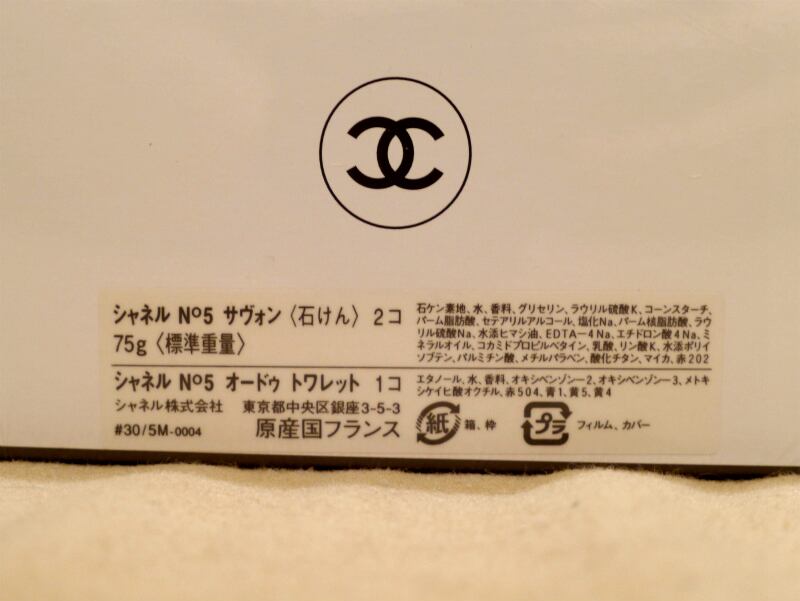 シャネル Nº5 サヴォン〈石けん〉 2コ
75g〈標準重量〉
石ケン素地、水、香料、グリセリン、ラウリル硫酸K、コーンスターチ、
パーム脂肪酸、セテアリルアルコール、塩化Na、パーム核脂肪酸、ラウ
リル硫酸Na、水添ヒマシ油、EDTA－4Na、エチドロン酸4Na、ミ
ネラルオイル、コカミドプロピルベタイン、乳酸、リン酸K、水添ポリイ
ソブテン、パルミチン酸、メチルパラベン、酸化チタン、マイカ、赤202
シャネル Nº5 オードゥ トワレット 1コ
シャネル株式会社 東京都中央区銀座3-5-3
#30/5M-0004 原産国フランス
エタノール、水、香料、オキシベンゾン－2、オキシベンゾン－3、メトキ
シケイヒ酸オクチル、赤504、青1、黄5、黄4
紙 箱、枠 プラ フィルム、カバー